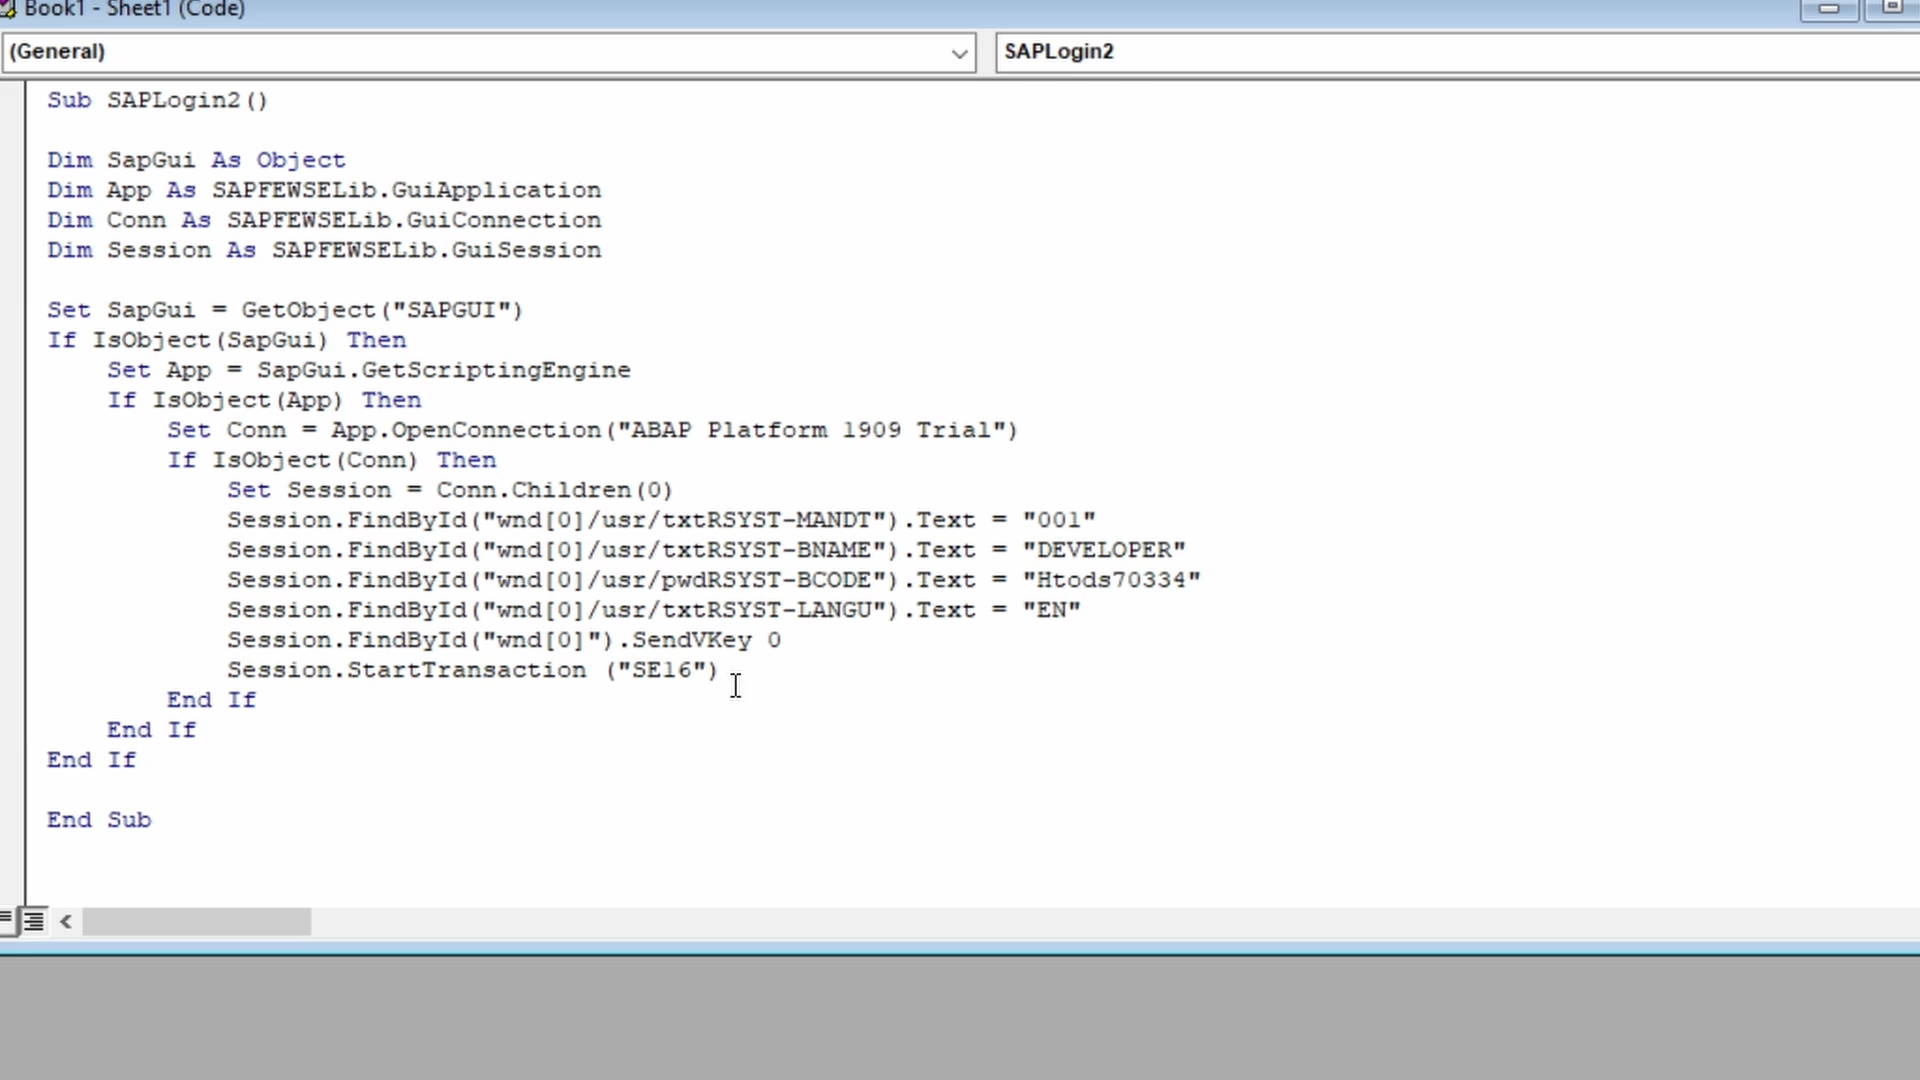 Book1 - Sheet1 (Code)
(General)
SAPLogin2
Sub SAPLogin2()
Dim SapGui As Object
Dim App As SAPFEWSELib.GuiApplication
Dim Conn As SAPFEWSELib.GuiConnection
Dim Session As SAPFEWSELib.GuiSession
Set SapGui = GetObject("SAPGUI")
If IsObject(SapGui) Then
    Set App = SapGui.GetScriptingEngine
    If IsObject(App) Then
        Set Conn = App.OpenConnection("ABAP Platform 1909 Trial")
        If IsObject(Conn) Then
            Set Session = Conn.Children(0)
            Session.FindById("wnd[0]/usr/txtRSYST-MANDT").Text = "001"
            Session.FindById("wnd[0]/usr/txtRSYST-BNAME").Text = "DEVELOPER"
            Session.FindById("wnd[0]/usr/pwdRSYST-BCODE").Text = "Htods70334"
            Session.FindById("wnd[0]/usr/txtRSYST-LANGU").Text = "EN"
            Session.FindById("wnd[0]").SendVKey 0
            Session.StartTransaction ("SE16")
        End If
    End If
End If
End Sub